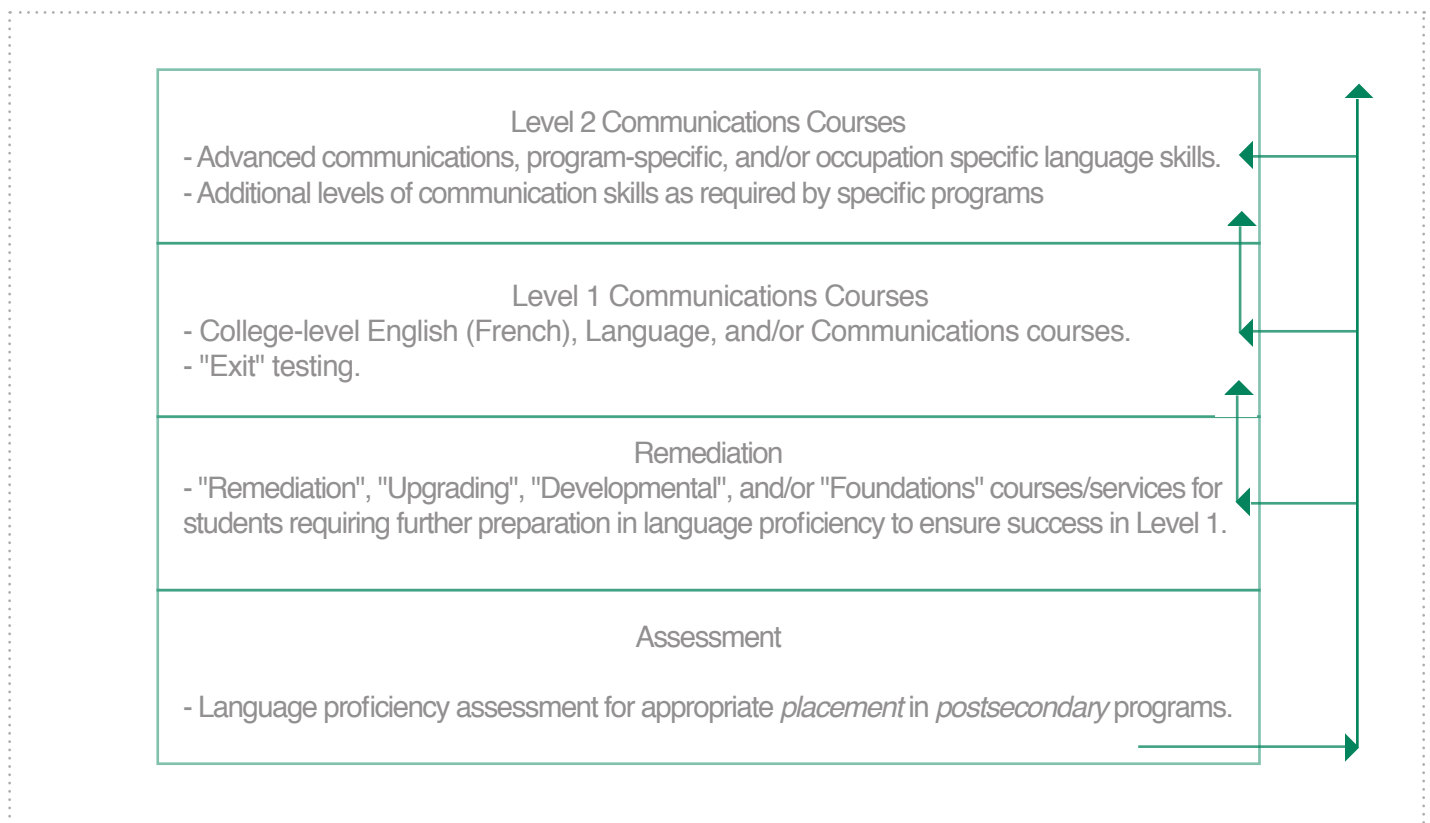 Level 2 Communications Courses
- Advanced communications, program-specific, and/or occupation specific language skills.
- Additional levels of communication skills as required by specific programs
Level 1 Communications Courses
- College-level English (French), Language, and/or Communications courses.
- "Exit" testing.
Remediation
- "Remediation", "Upgrading", "Developmental", and/or "Foundations" courses/services for
students requiring further preparation in language proficiency to ensure success in Level 1.
Assessment
- Language proficiency assessment for appropriate placement in postsecondary programs.